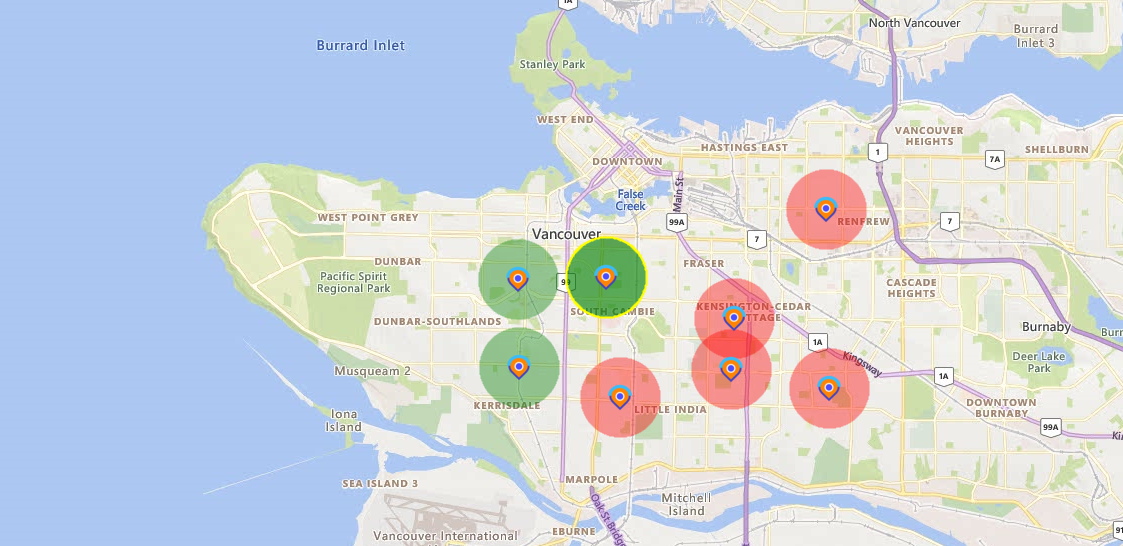 1A
North Vancouver
Burrard Inlet
Burrard
Inlet 3
Stanley Park
WEST END
VANCOUVER
HEIGHTS
HASTINGS EAST
SHELLBURN
1
7A
DOWNTOWN
Main St
False
Creek
WEST POINT GREY
99A
RENFREW
7
Vancouver
7
DUNBAR
FRASER
Pacific Spirit
Regional Park
99
CASCADE
HEIGHTS
SOUTH CAMBIE
KENSINGTON-CEDAR
COTTAGE
DUNBAR-SOUTHLANDS
Burnaby
1A
Kingsway
Deer Lake
Park
Musqueam 2
1A
KERRISDALE
LITTLE INDIA
DOWNTOWN
BURNABY
Iona
Island
99A
SEA ISLAND 3
MARPOLE
Oak St Bridge
Mitchell
Island
Vancouver International
EBURNE